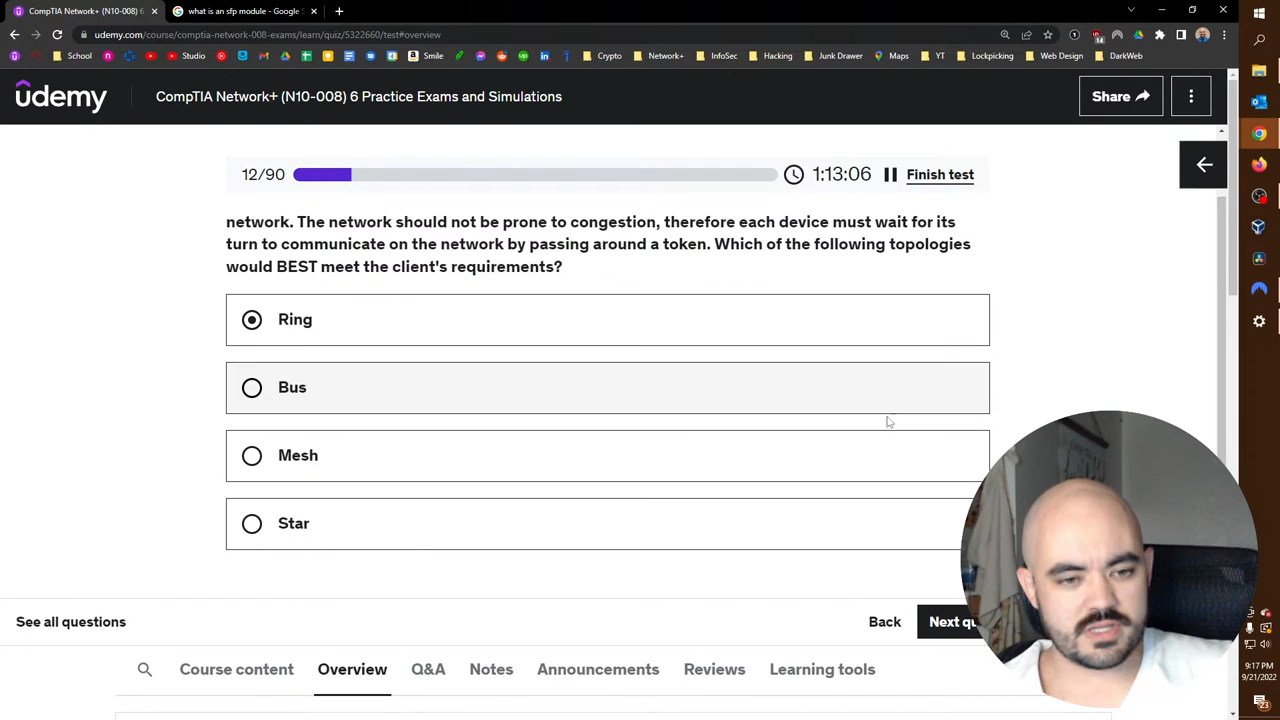 CompTIA Network+ (N10-008) 6
what is an sfp module - Google S
udemy.com/course/comptia-network-008-exams/learn/quiz/5322660/test#overview
School
Studio
Smile
Crypto
Network+
InfoSec
Hacking
Junk Drawer
Maps
YT
Lockpicking
Web Design
DarkWeb
14
ûdemy
CompTIA Network+ (N10-008) 6 Practice Exams and Simulations
Share
12/90
1:13:06
Finish test
network. The network should not be prone to congestion, therefore each device must wait for its
turn to communicate on the network by passing around a token. Which of the following topologies
would BEST meet the client's requirements?
Ring
Bus
Mesh
Star
See all questions
Back
Next qu
Course content
Overview
Q&A
Notes
Announcements
Reviews
Learning tools
9:17 PM
9/21/2022
23